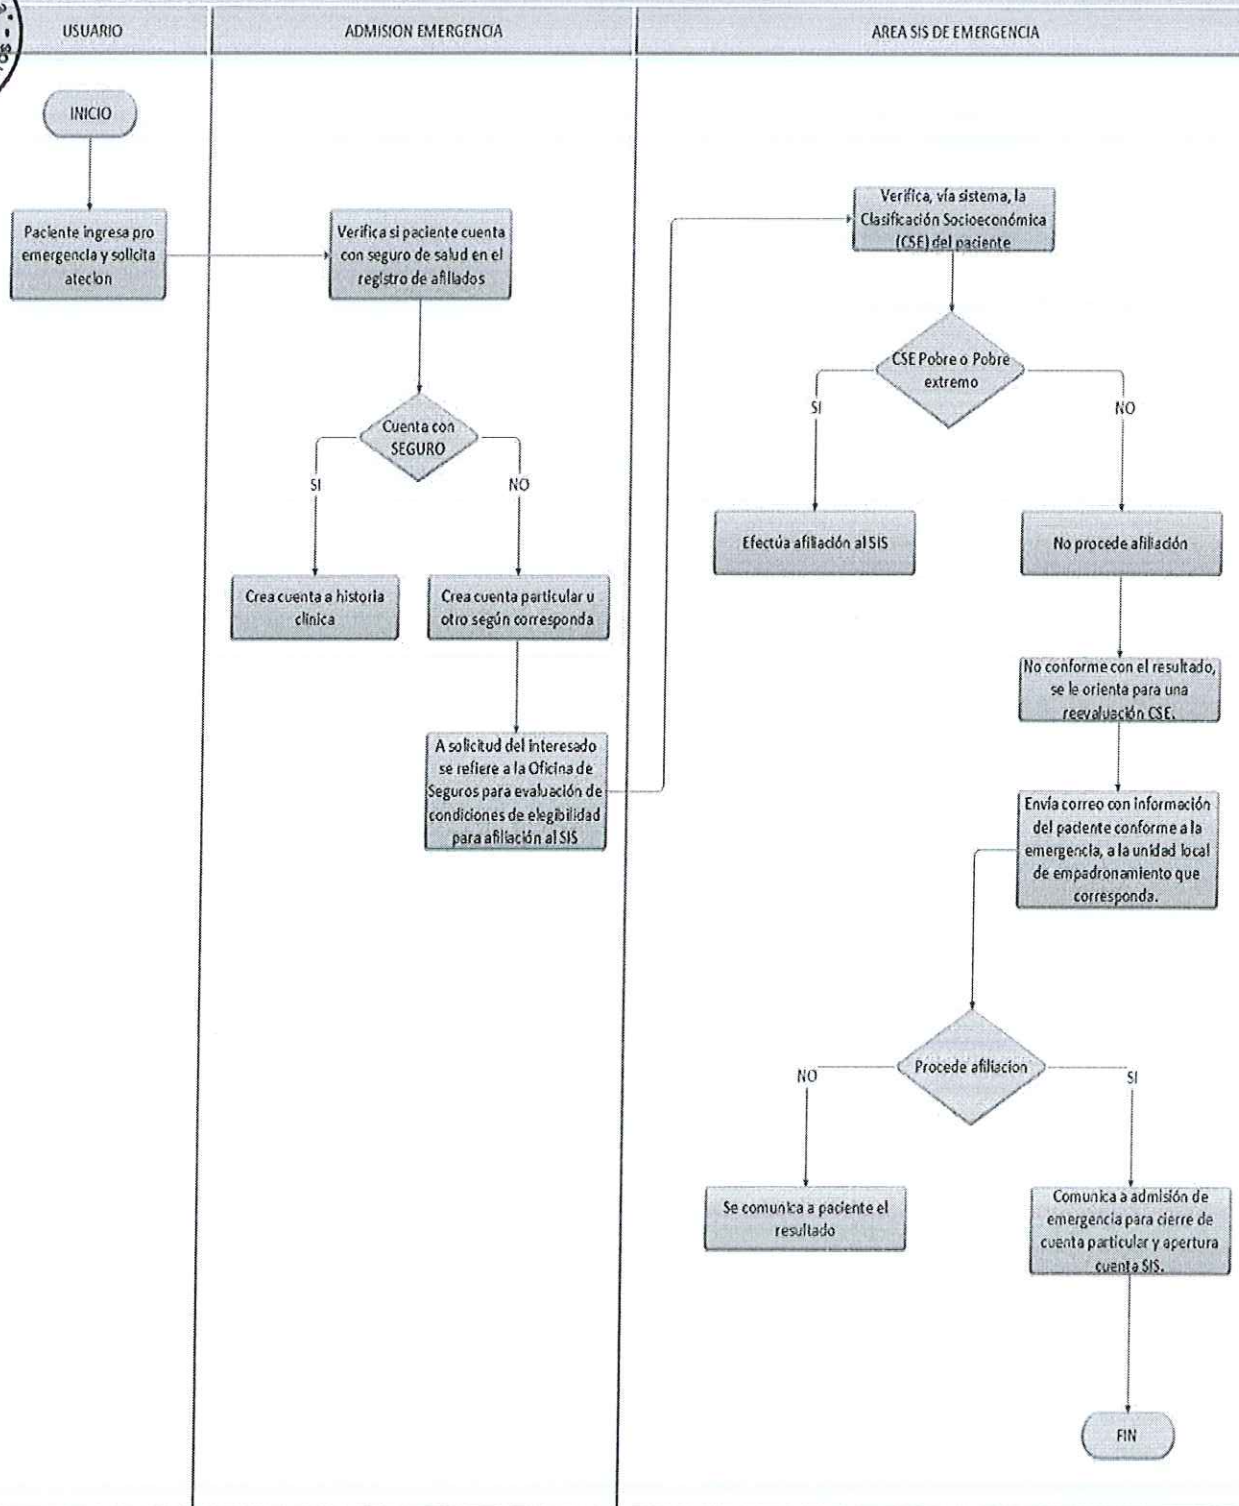 USUARIO
ADMISION EMERGENCIA
AREA SIS DE EMERGENCIA
INICIO
Paciente ingresa pro
emergencia y solicita
atecion
Verifica si paciente cuenta
con seguro de salud en el
registro de afiliados
Cuenta con
SEGURO
SI
NO
Crea cuenta a historia
clínica
Crea cuenta particular u
otro según corresponda
A solicitud del interesado
se refiere a la Oficina de
Seguros para evaluación de
condiciones de elegibilidad
para afiliación al SIS
Verifica, vía sistema, la
Clasificación Socioeconómica
(CSE) del paciente
CSE Pobre o Pobre
extremo
SI
NO
Efectúa afiliación al SIS
No procede afiliación
No conforme con el resultado,
se le orienta para una
reevaluación CSE.
Envía correo con información
del paciente conforme a la
emergencia, a la unidad local
de empadronamiento que
corresponda.
Procede afiliacion
NO
SI
Se comunica a paciente el
resultado
Comunica a admisión de
emergencia para cierre de
cuenta particular y apertura
cuenta SIS.
FIN